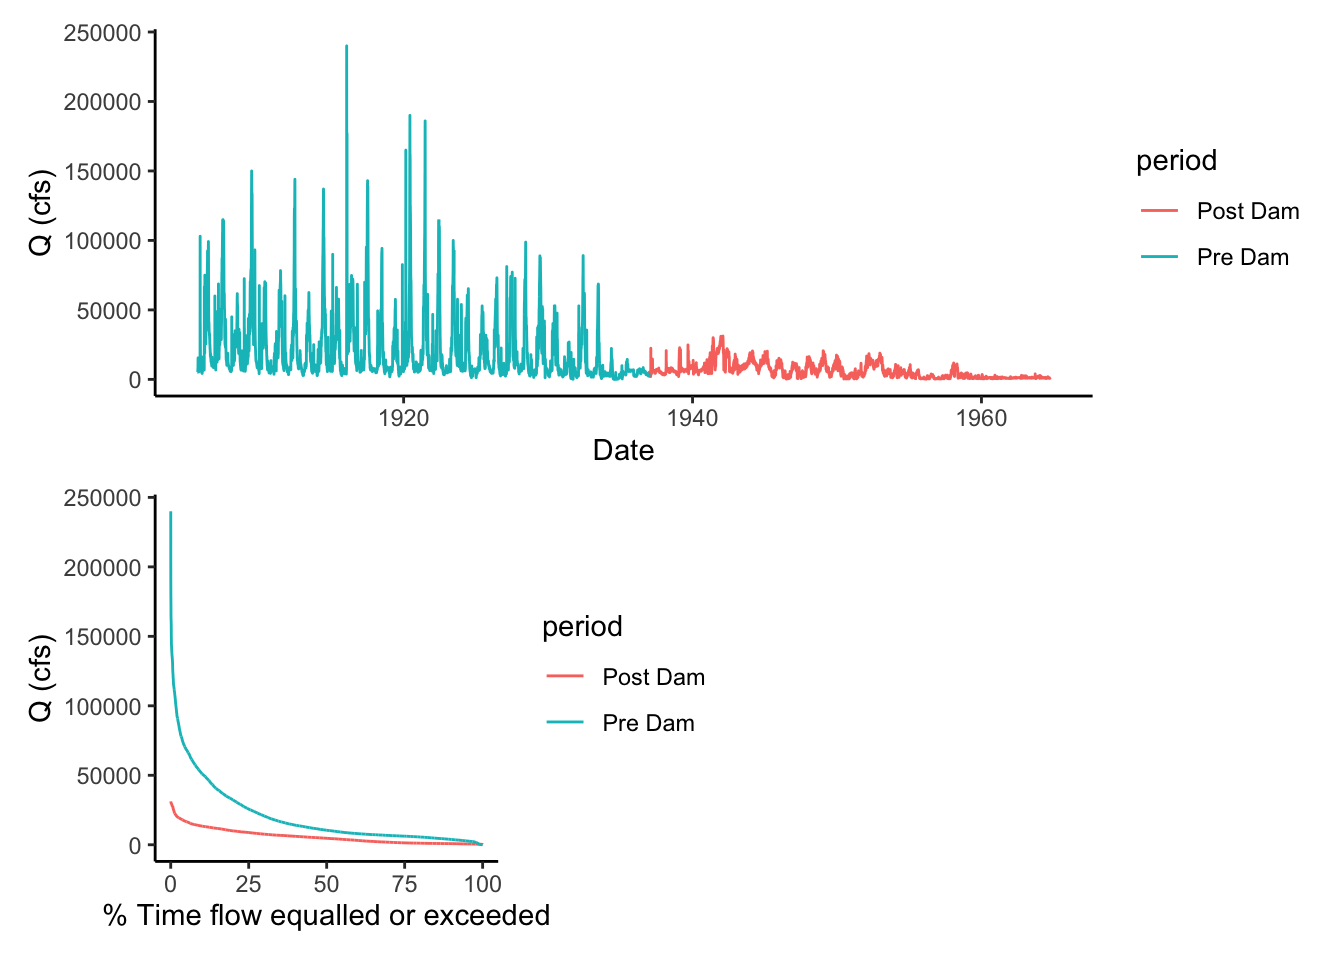 250000
200000
150000
100000
50000
0
Q (cfs)
1920 1940 1960
Date
period
Post Dam
Pre Dam
250000
200000
150000
100000
50000
0
Q (cfs)
0 25 50 75 100
% Time flow equalled or exceeded
period
Post Dam
Pre Dam